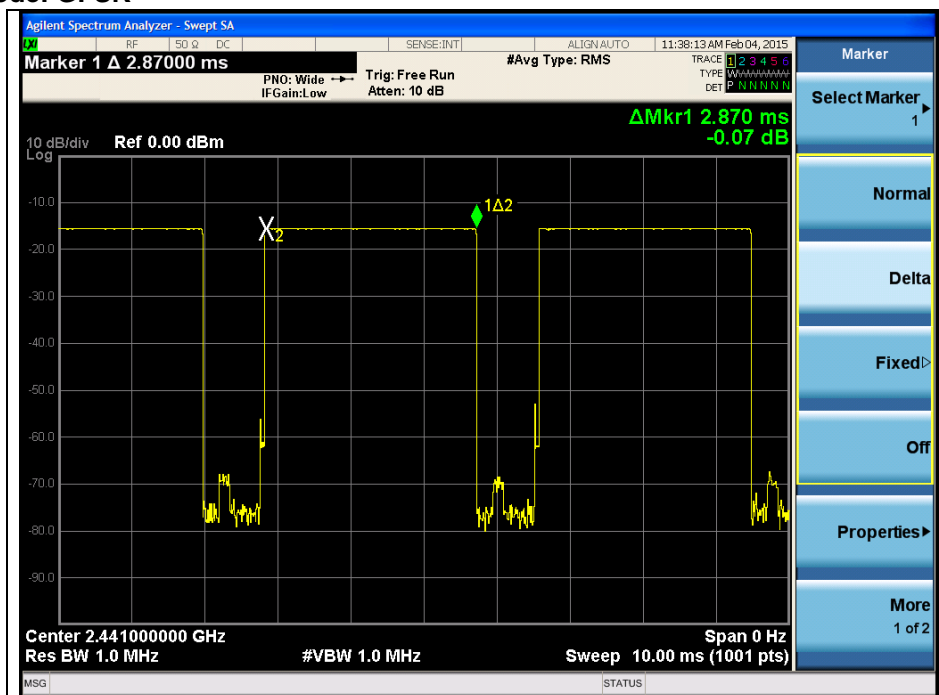 Agilent Spectrum Analyzer - Swept SA
LXI RF 50 Ω DC SENSE:INT ALIGN AUTO 11:38:13 AM Feb 04, 2015
Marker 1 Δ 2.87000 ms
PNO: Wide
IFGain:Low
Trig: Free Run
Atten: 10 dB
#Avg Type: RMS
TRACE 1 2 3 4 5 6
TYPE W
DET P N N N N N
ΔMkr1 2.870 ms
-0.07 dB
10 dB/div Ref 0.00 dBm
Log
-10.0
-20.0
-30.0
-40.0
-50.0
-60.0
-70.0
-80.0
-90.0
X2
1Δ2
Center 2.441000000 GHz
Span 0 Hz
Res BW 1.0 MHz
#VBW 1.0 MHz
Sweep 10.00 ms (1001 pts)
MSG
STATUS
Marker
Select Marker
1
Normal
Delta
Fixed
Off
Properties
More
1 of 2